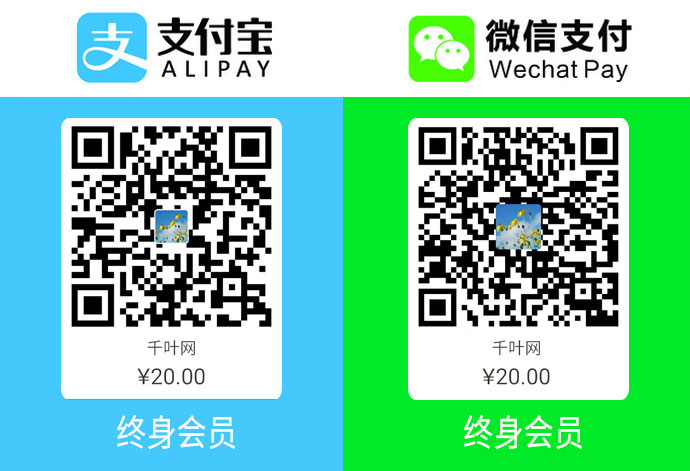 支付宝
ALIPAY
千叶网
¥20.00
终身会员
微信支付
Wechat Pay
千叶网
¥20.00
终身会员